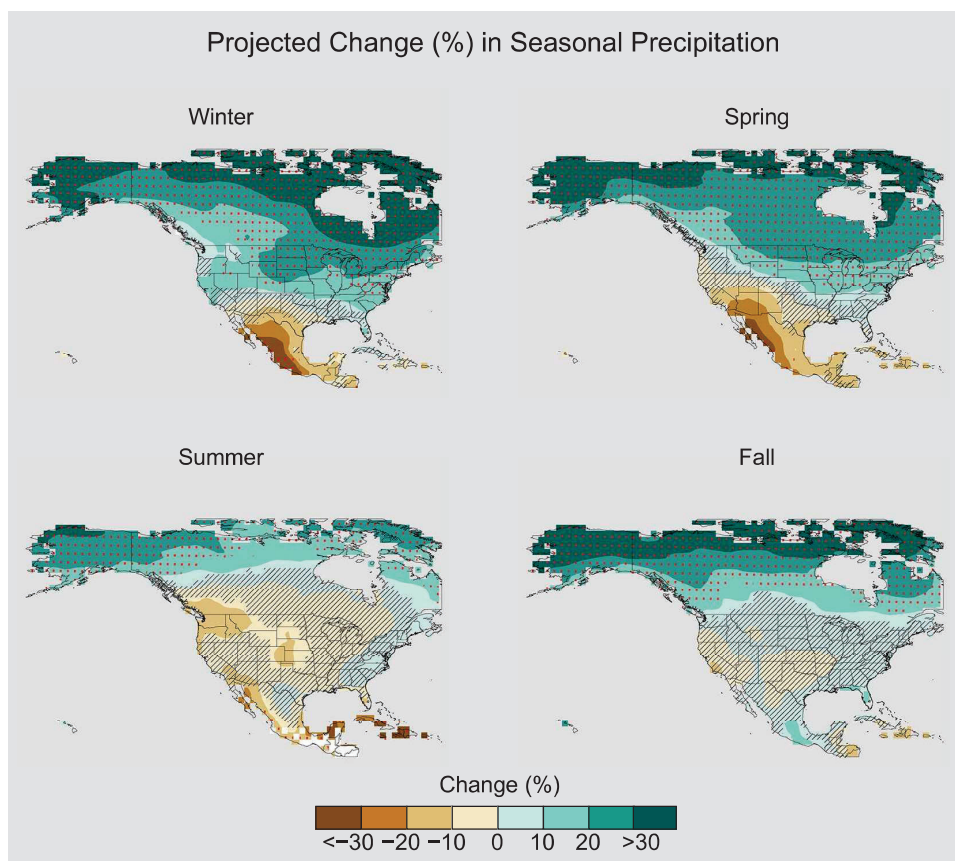 Projected Change (%) in Seasonal Precipitation
Winter
Spring
Summer
Fall
Change (%)
<−30 −20 −10 0 10 20 >30